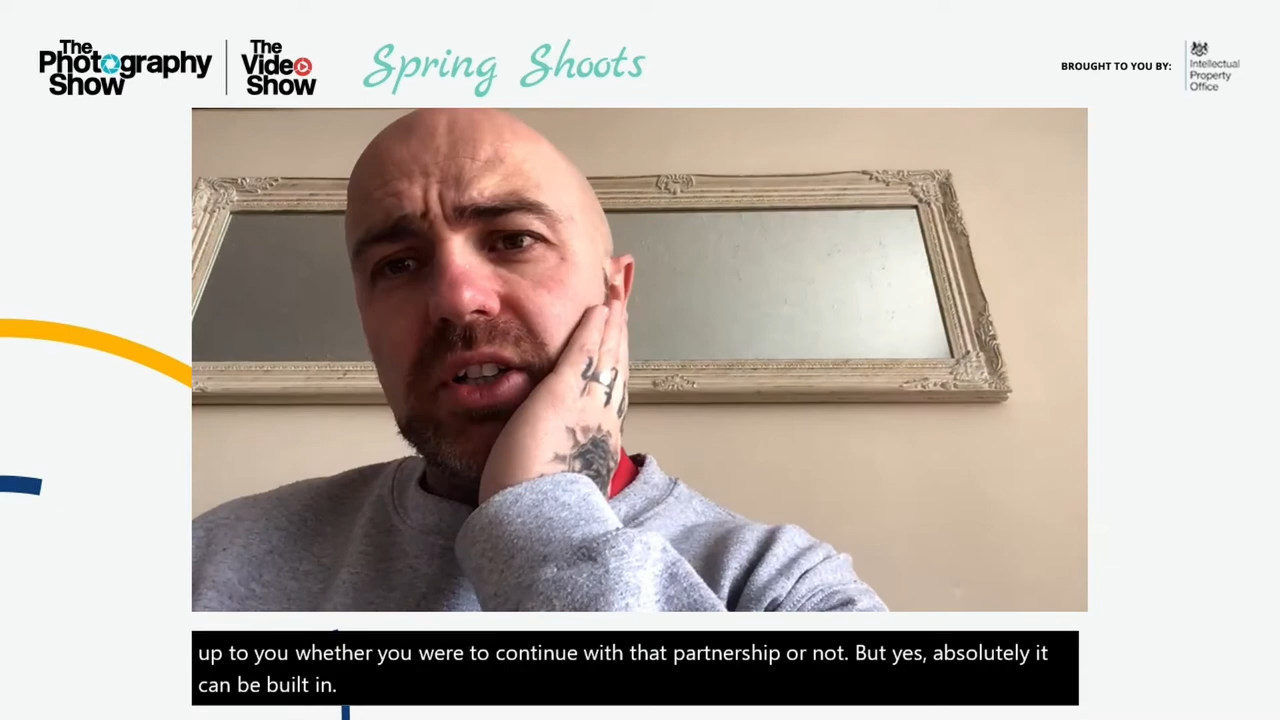 The Photography Show
The Video Show
Spring Shoots
BROUGHT TO YOU BY:
Intellectual
Property
Office
up to you whether you were to continue with that partnership or not. But yes, absolutely it
can be built in.